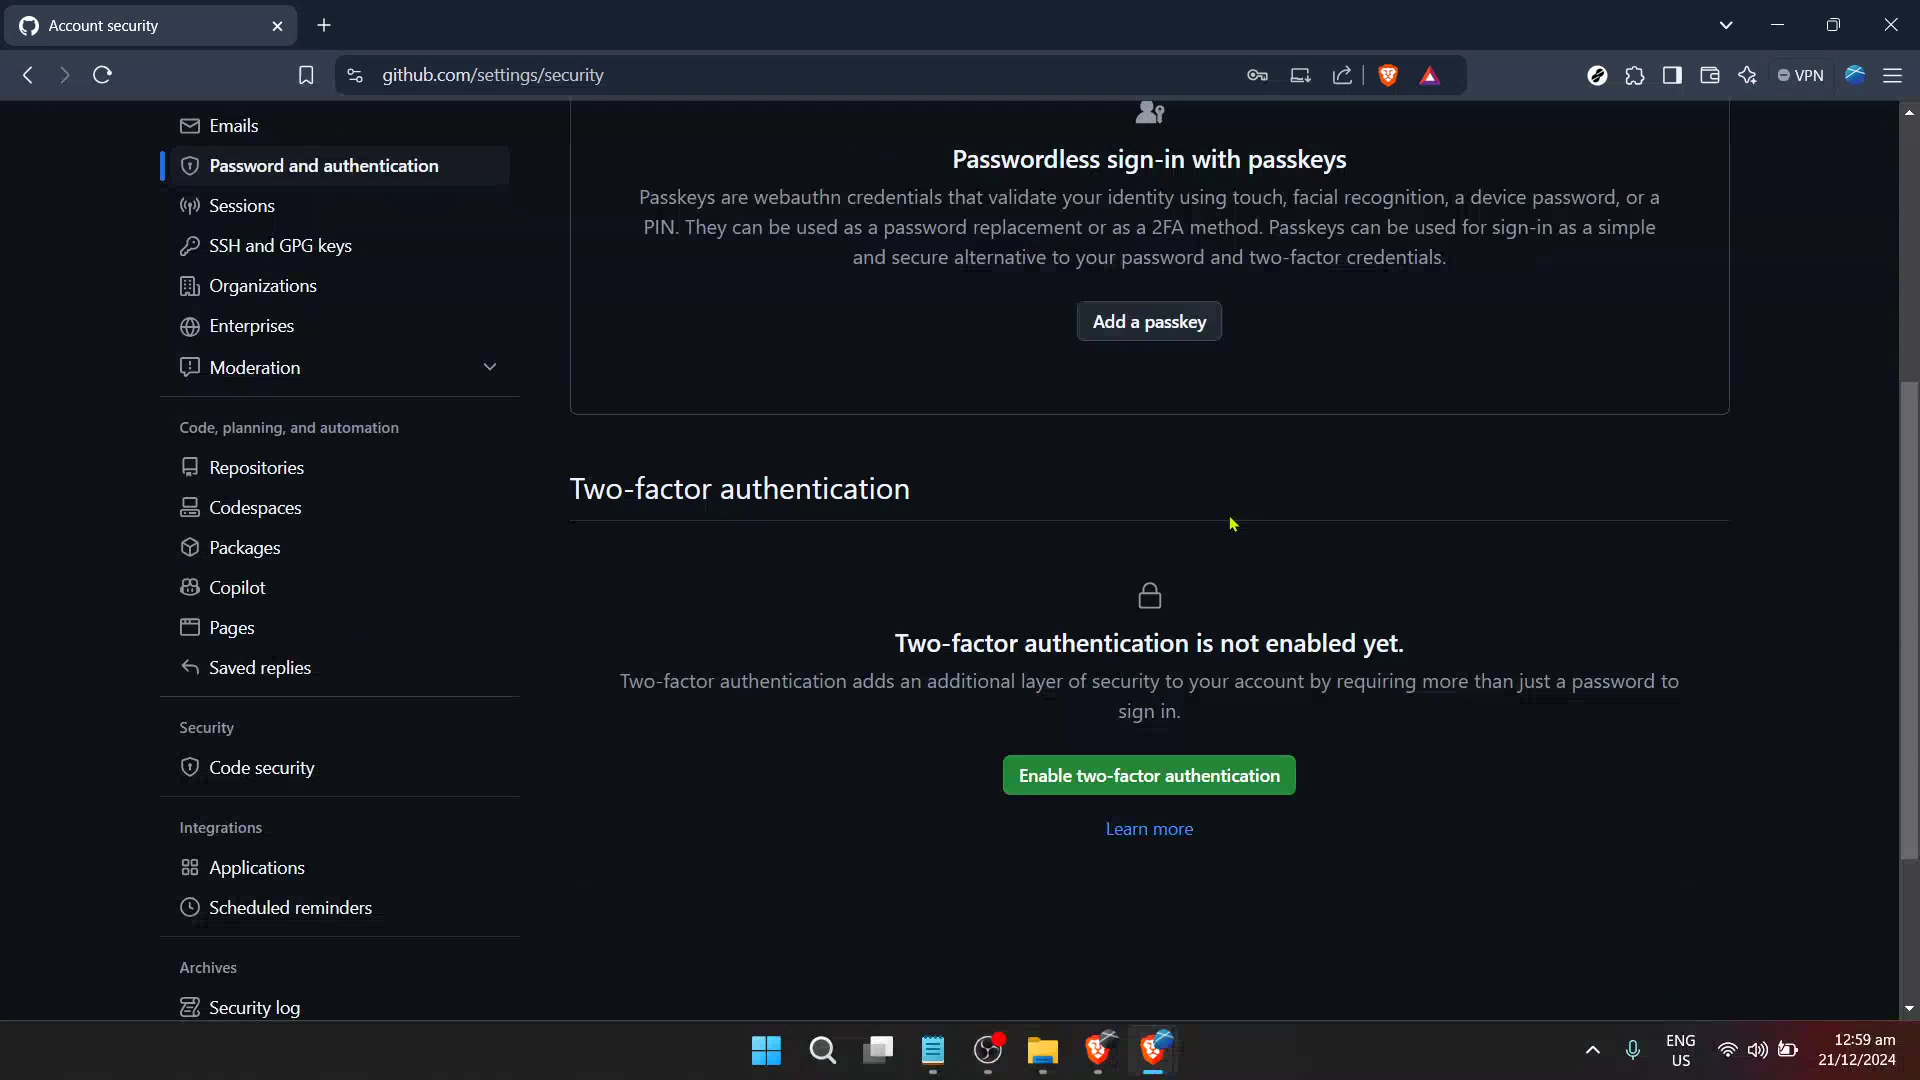 Account security
github.com/settings/security
VPN
Emails
Password and authentication
Sessions
SSH and GPG keys
Organizations
Enterprises
Moderation
Code, planning, and automation
Repositories
Codespaces
Packages
Copilot
Pages
Saved replies
Security
Code security
Integrations
Applications
Scheduled reminders
Archives
Security log
Passwordless sign-in with passkeys
Passkeys are webauthn credentials that validate your identity using touch, facial recognition, a device password, or a
PIN. They can be used as a password replacement or as a 2FA method. Passkeys can be used for sign-in as a simple
and secure alternative to your password and two-factor credentials.
Add a passkey
Two-factor authentication
Two-factor authentication is not enabled yet.
Two-factor authentication adds an additional layer of security to your account by requiring more than just a password to
sign in.
Enable two-factor authentication
Learn more
ENG
US
12:59 am
21/12/2024